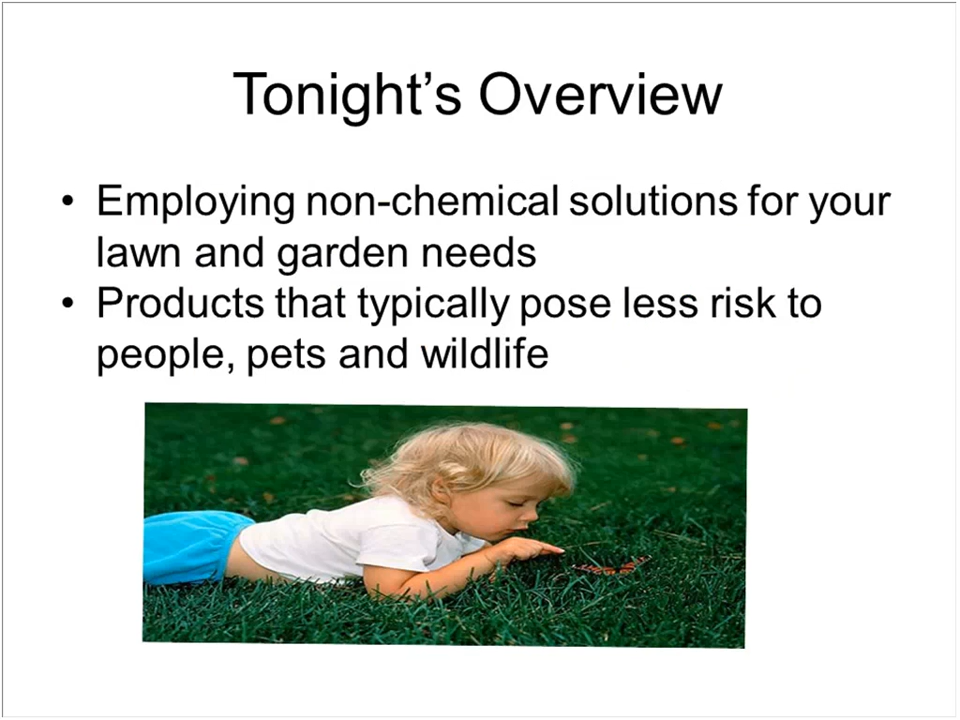 Tonight’s Overview
• Employing non-chemical solutions for your
lawn and garden needs
• Products that typically pose less risk to
people, pets and wildlife